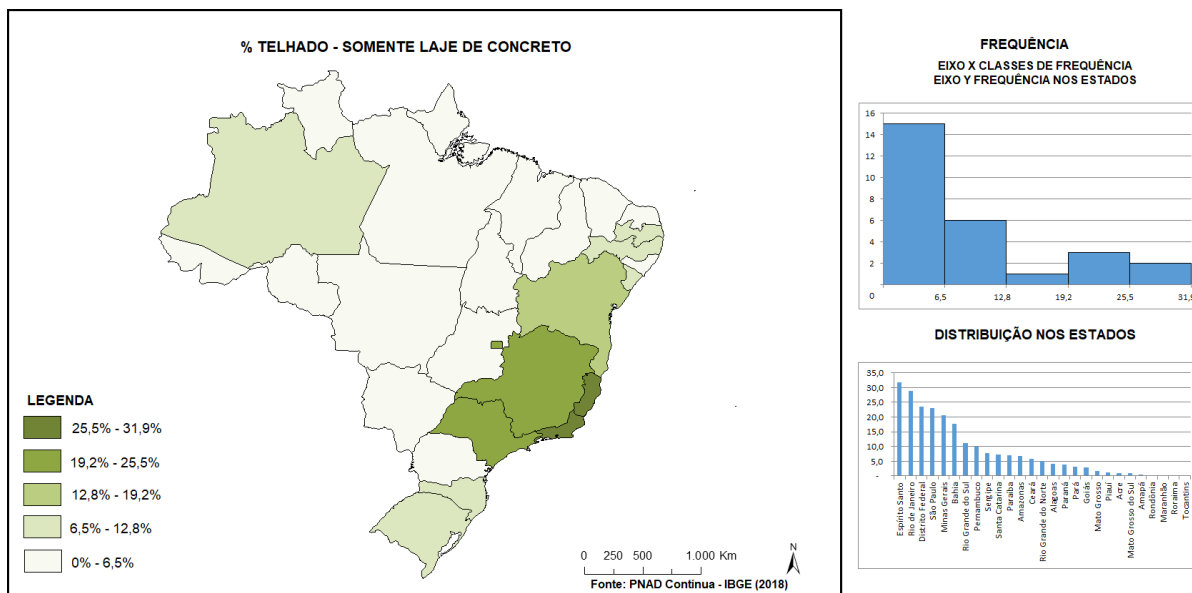 % TELHADO - SOMENTE LAJE DE CONCRETO
LEGENDA
25,5% - 31,9%
19,2% - 25,5%
12,8% - 19,2%
6,5% - 12,8%
0% - 6,5%
0 250 500 1.000 Km
N
Fonte: PNAD Contínua - IBGE (2018)
FREQUÊNCIA
EIXO X CLASSES DE FREQUÊNCIA
EIXO Y FREQUÊNCIA NOS ESTADOS
16
14
12
10
8
6
4
2
0
6,5 12,8 19,2 25,5 31,9
DISTRIBUIÇÃO NOS ESTADOS
35,0
30,0
25,0
20,0
15,0
10,0
5,0
-
Espírito Santo
Rio de Janeiro
Distrito Federal
São Paulo
Minas Gerais
Bahia
Rio Grande do Sul
Pernambuco
Sergipe
Santa Catarina
Paraíba
Amazonas
Ceará
Rio Grande do Norte
Alagoas
Paraná
Pará
Goiás
Mato Grosso
Piauí
Acre
Mato Grosso do Sul
Amapá
Rondônia
Maranhão
Roraima
Tocantins